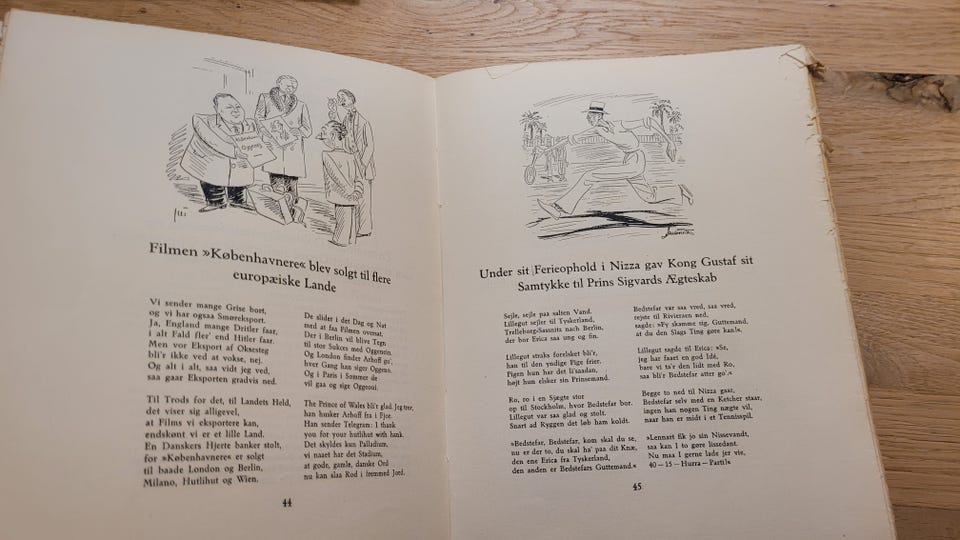 Filmen »Københavnere« blev solgt til flere
europæiske Lande
Vi sender mange Grise bort,
og vi har ogsaa Smøreksport.
Ja, England mange Dritler faar,
i alt Fald fler' end Hitler faar.
Men vor Eksport af Oksesteg
bli'r ikke ved at vokse, nej.
Og alt i alt, saa vidt jeg ved,
saa gaar Eksporten gradvis ned.
Til Trods for det, til Landets Held,
det viser sig alligevel,
at Films vi eksportere kan,
endskønt vi er et lille Land.
En Danskers Hjerte banker stolt,
for »Københavnere« er solgt
til baade London og Berlin,
Milano, Hutlihut og Wien.
De slider i det Dag og Nat
med at faa Filmen oversat.
Der i Berlin vil blive Tegn
til stor Sukces med Oggenein.
Og London finder Arthoff go',
hver Gang han siger Oggeno.
Og i Paris i Sommer de
vil gaa og sige Oggeoui.
The Prince of Wales bli'r glad. Jeg tror,
han husker Arthoff fra i Fjor.
Han sender Telegram: I thank
you for your hutlihut with hank.
Det skyldes kun Palladium,
vi naaet har det Stadium,
at gode, gamle, danske Ord
nu kan slaa Rod i fremmed Jord.
44
Under sit Ferieophold i Nizza gav Kong Gustaf sit
Samtykke til Prins Sigvards Ægteskab
Sejle, sejle paa salten Vand.
Lillegut sejler til Tyskerland,
Trelleborg-Sassnits nach Berlin,
der bor Erica saa ung og fin.
Lillegut straks forelsket bli'r,
han til den yndige Pige frier.
Pigen hun har det li'saadan,
højt hun elsker sin Prinsemand.
Ro, ro i en Sjægte stor
op til Stockholm, hvor Bedstefar bor.
Lillegut var saa glad og stolt.
Snart ad Ryggen det løb ham koldt.
»Bedstefar, Bedstefar, kom skal du se,
nu er der to, du skal ha' paa dit Knæ,
den ene Erica fra Tyskerland,
den anden er Bedstefars Guttemand.«
Bedstefar var saa vred, saa vred,
rejste til Rivieraen ned,
sagde: »Fy skamme sig, Guttemand,
at du den Slags Ting gøre kan!«
Lillegut sagde til Erica: »Se,
jeg har faaet en god Idé,
bare vi ta'r den lidt med Ro,
saa bli'r Bedstefar atter go'.«
Begge to ned til Nizza gaar,
Bedstefar selv med en Ketcher staar,
ingen han nogen Ting nægte vil,
naar han er midt i et Tennisspil.
»Lennart fik jo sin Nissevandt,
saa kan I to gøre lissedant.
Nu maa I gerne lade jer vie,
40 – 15 – Hurra – Parti!«
45